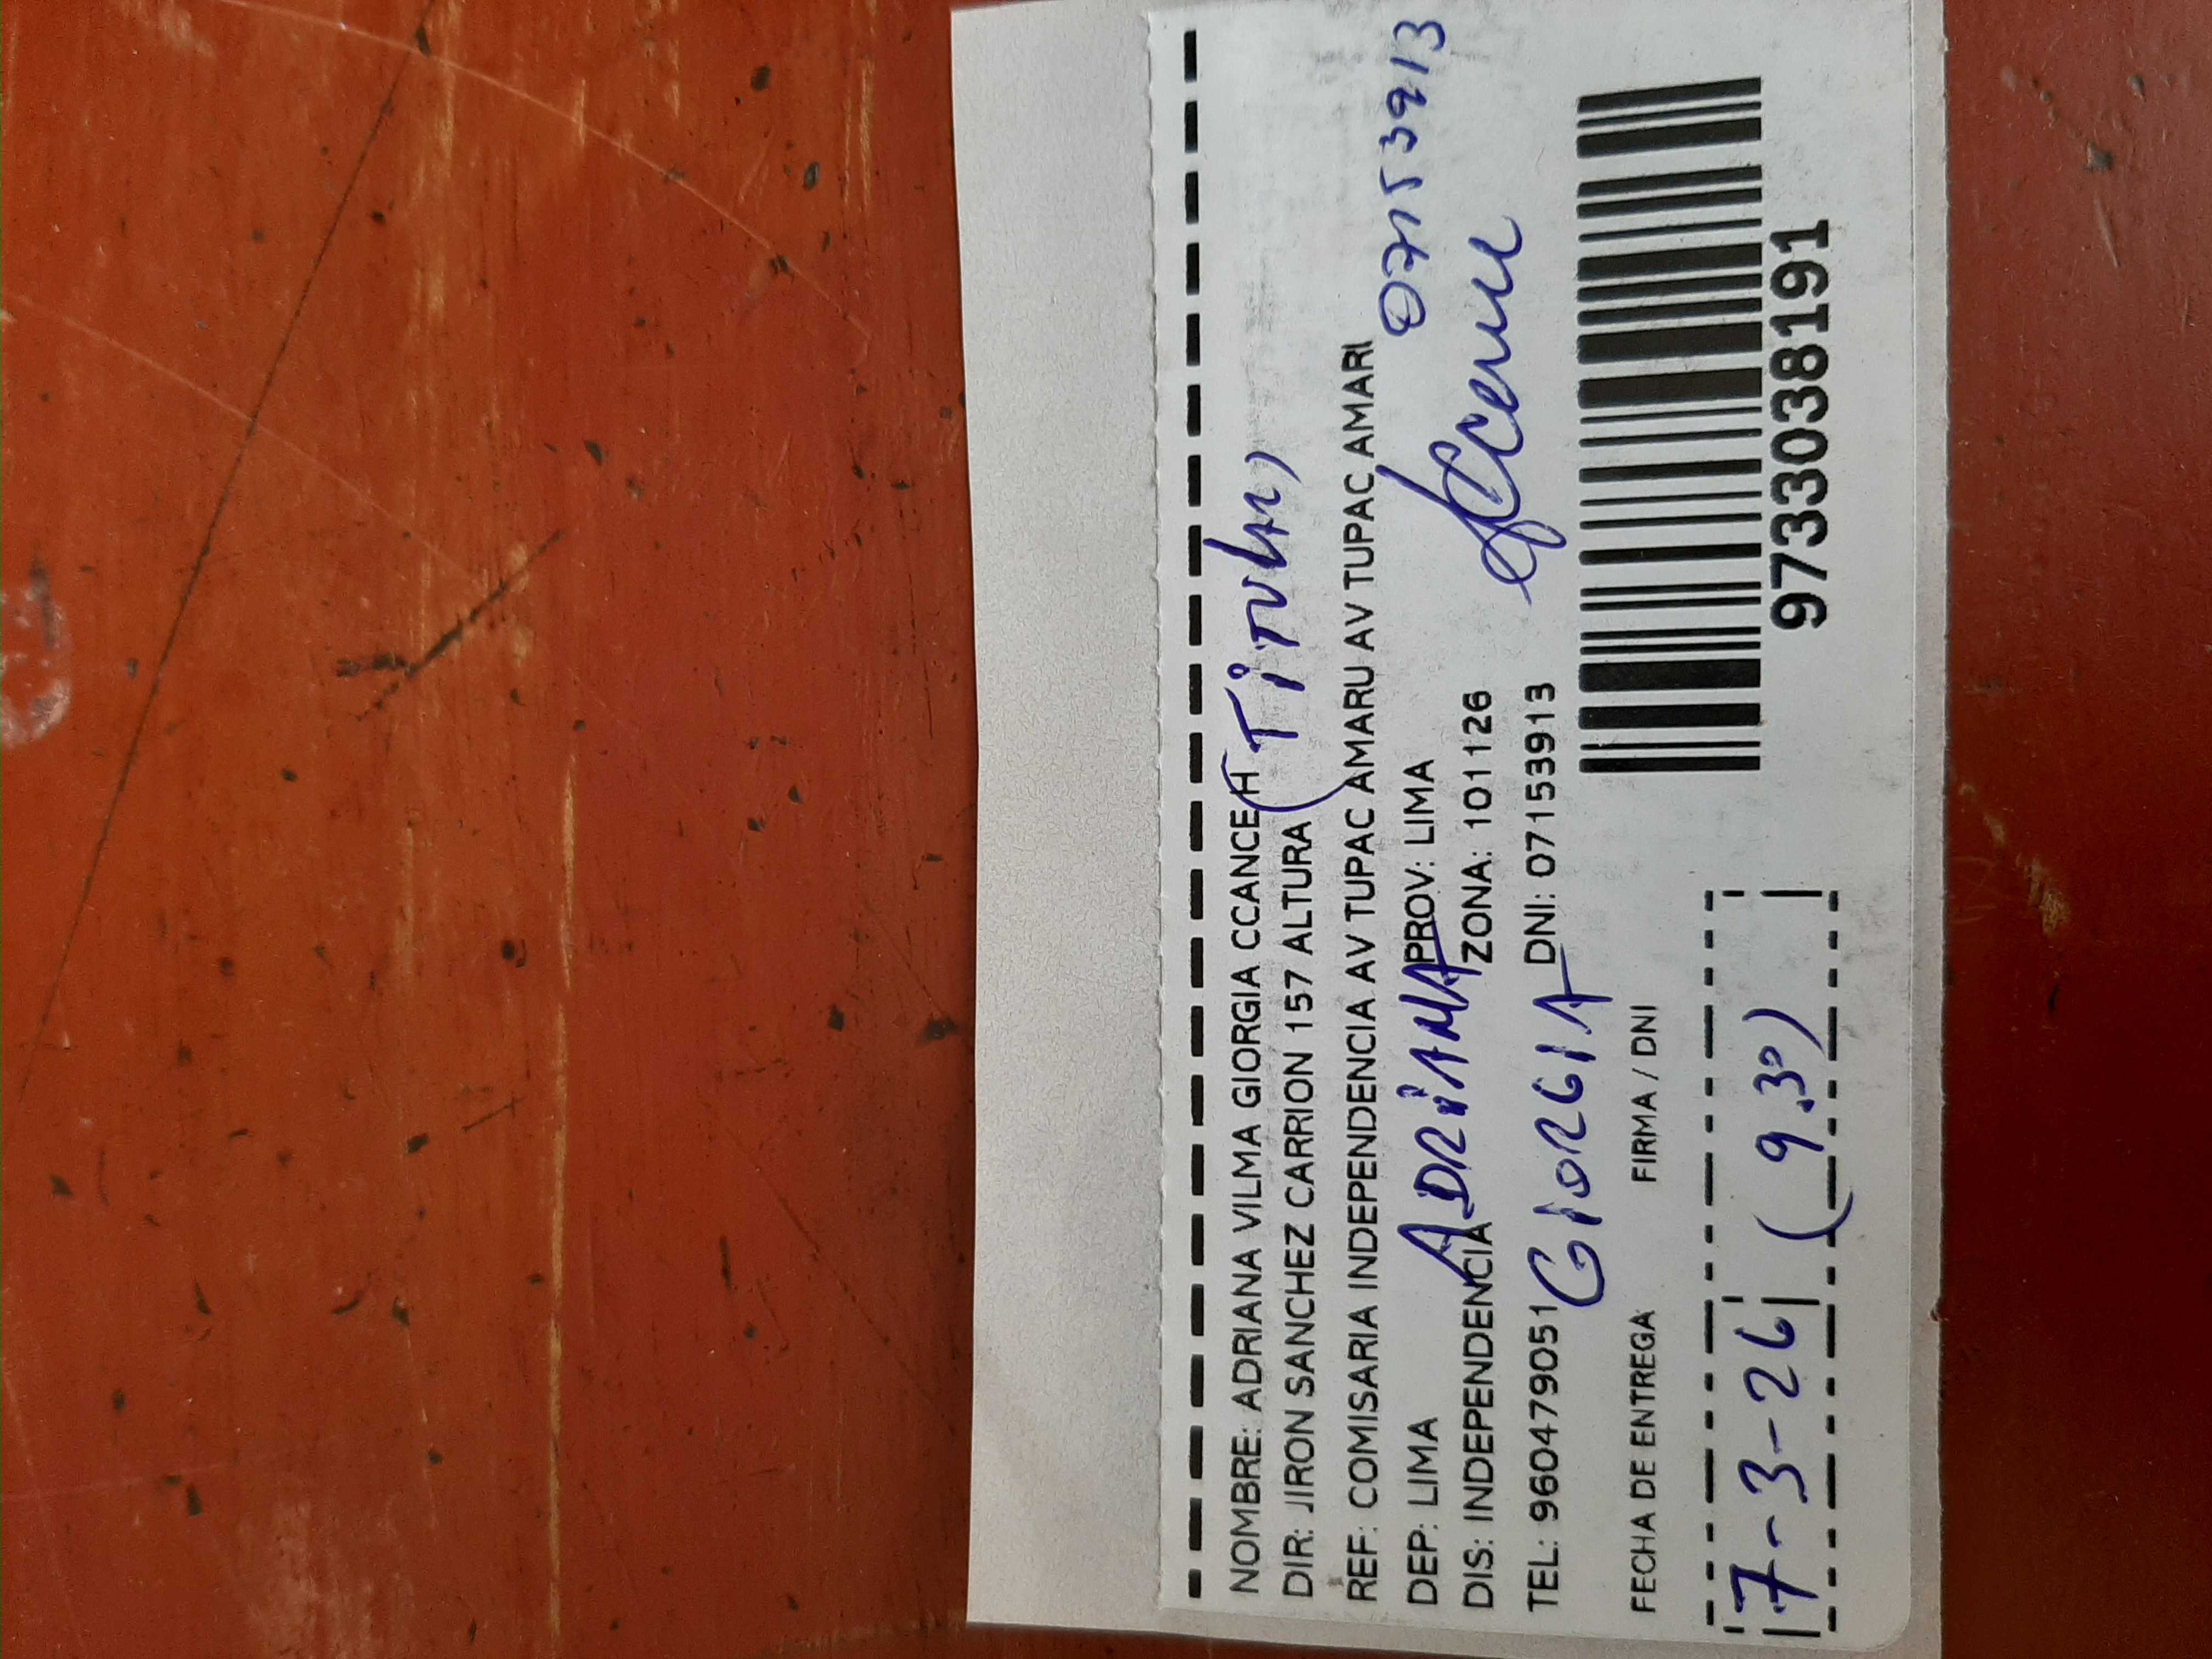 NOMBRE: ADRIANA VILMA GIORGIA CCANCE H
DIR: JIRON SANCHEZ CARRION 157 ALTURA (Titular)
REF: COMISARIA INDEPENDENCIA AV TUPAC AMARU AV TUPAC AMARI
DEP: LIMA PROV: LIMA 07153913
DIS: INDEPENDENCIA ADRIANA ZONA: 101126
TEL: 960479051 GIORGIA DNI: 07153913
FECHA DE ENTREGA FIRMA / DNI
7-3-26 (9.30)
9733038191